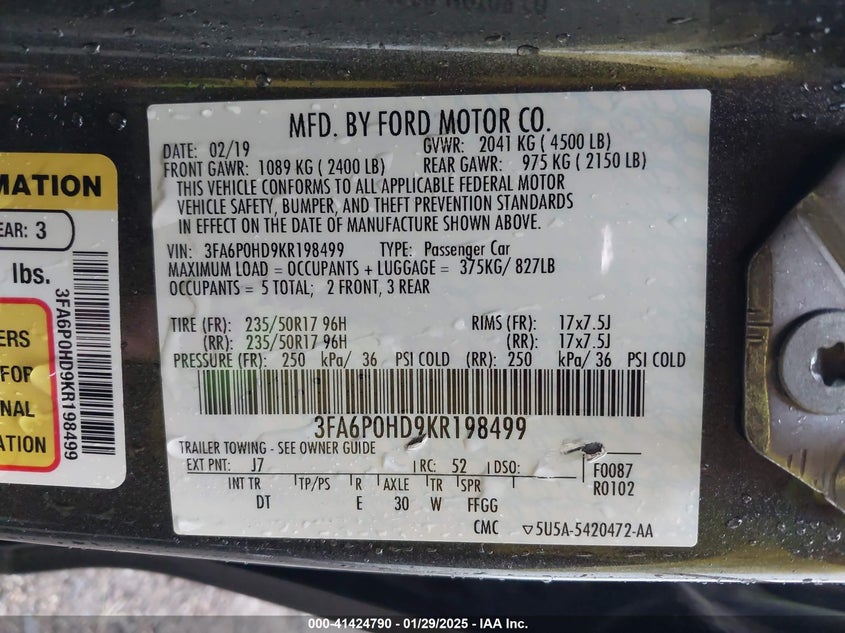 MFD. BY FORD MOTOR CO.
DATE: 02/19 GVWR: 2041 KG ( 4500 LB)
FRONT GAWR: 1089 KG ( 2400 LB) REAR GAWR: 975 KG ( 2150 LB)
THIS VEHICLE CONFORMS TO ALL APPLICABLE FEDERAL MOTOR
VEHICLE SAFETY, BUMPER, AND THEFT PREVENTION STANDARDS
IN EFFECT ON THE DATE OF MANUFACTURE SHOWN ABOVE.
VIN: 3FA6P0HD9KR198499 TYPE: Passenger Car
MAXIMUM LOAD = OCCUPANTS + LUGGAGE = 375KG/ 827LB
OCCUPANTS = 5 TOTAL; 2 FRONT, 3 REAR
TIRE (FR): 235/50R17 96H RIMS (FR): 17x7.5J
(RR): 235/50R17 96H (RR): 17x7.5J
PRESSURE (FR): 250 kPa/ 36 PSI COLD (RR): 250 kPa/ 36 PSI COLD
3FA6P0HD9KR198499
TRAILER TOWING - SEE OWNER GUIDE
EXT PNT: J7 RC: 52 DSO: F0087
INT TR TP/PS R AXLE TR SPR R0102
DT E 30 W FFGG
CMC ▽5U5A-5420472-AA
MATION
EAR: 3
lbs.
ERS
FOR
NAL
ATION
3FA6P0HD9KR198499
000-41424790 - 01/29/2025 - IAA Inc.